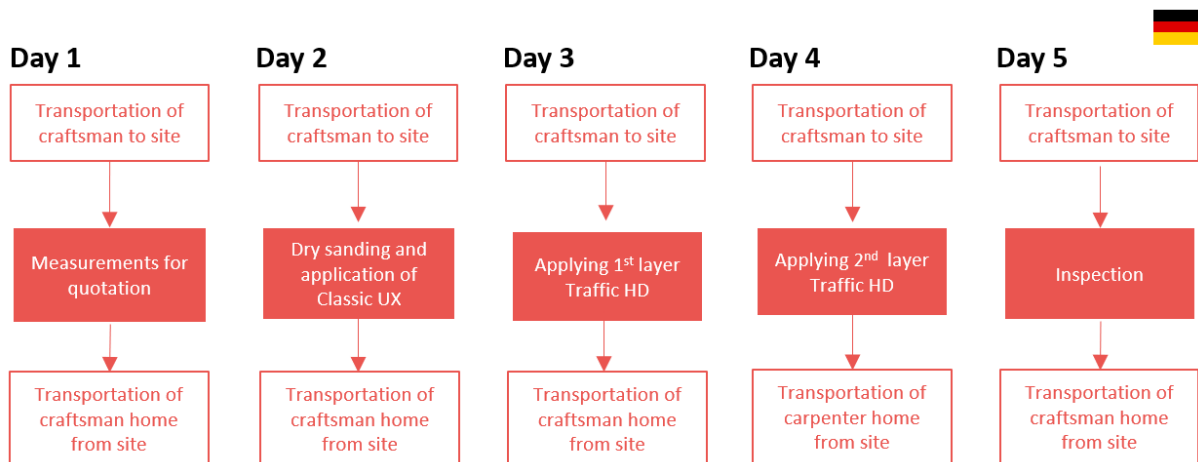 Day 1
Transportation of
craftsman to site
Measurements for
quotation
Transportation of
craftsman home
from site
Day 2
Transportation of
craftsman to site
Dry sanding and
application of
Classic UX
Transportation of
craftsman home
from site
Day 3
Transportation of
craftsman to site
Applying 1st layer
Traffic HD
Transportation of
craftsman home
from site
Day 4
Transportation of
craftsman to site
Applying 2nd layer
Traffic HD
Transportation of
carpenter home
from site
Day 5
Transportation of
craftsman to site
Inspection
Transportation of
craftsman home
from site